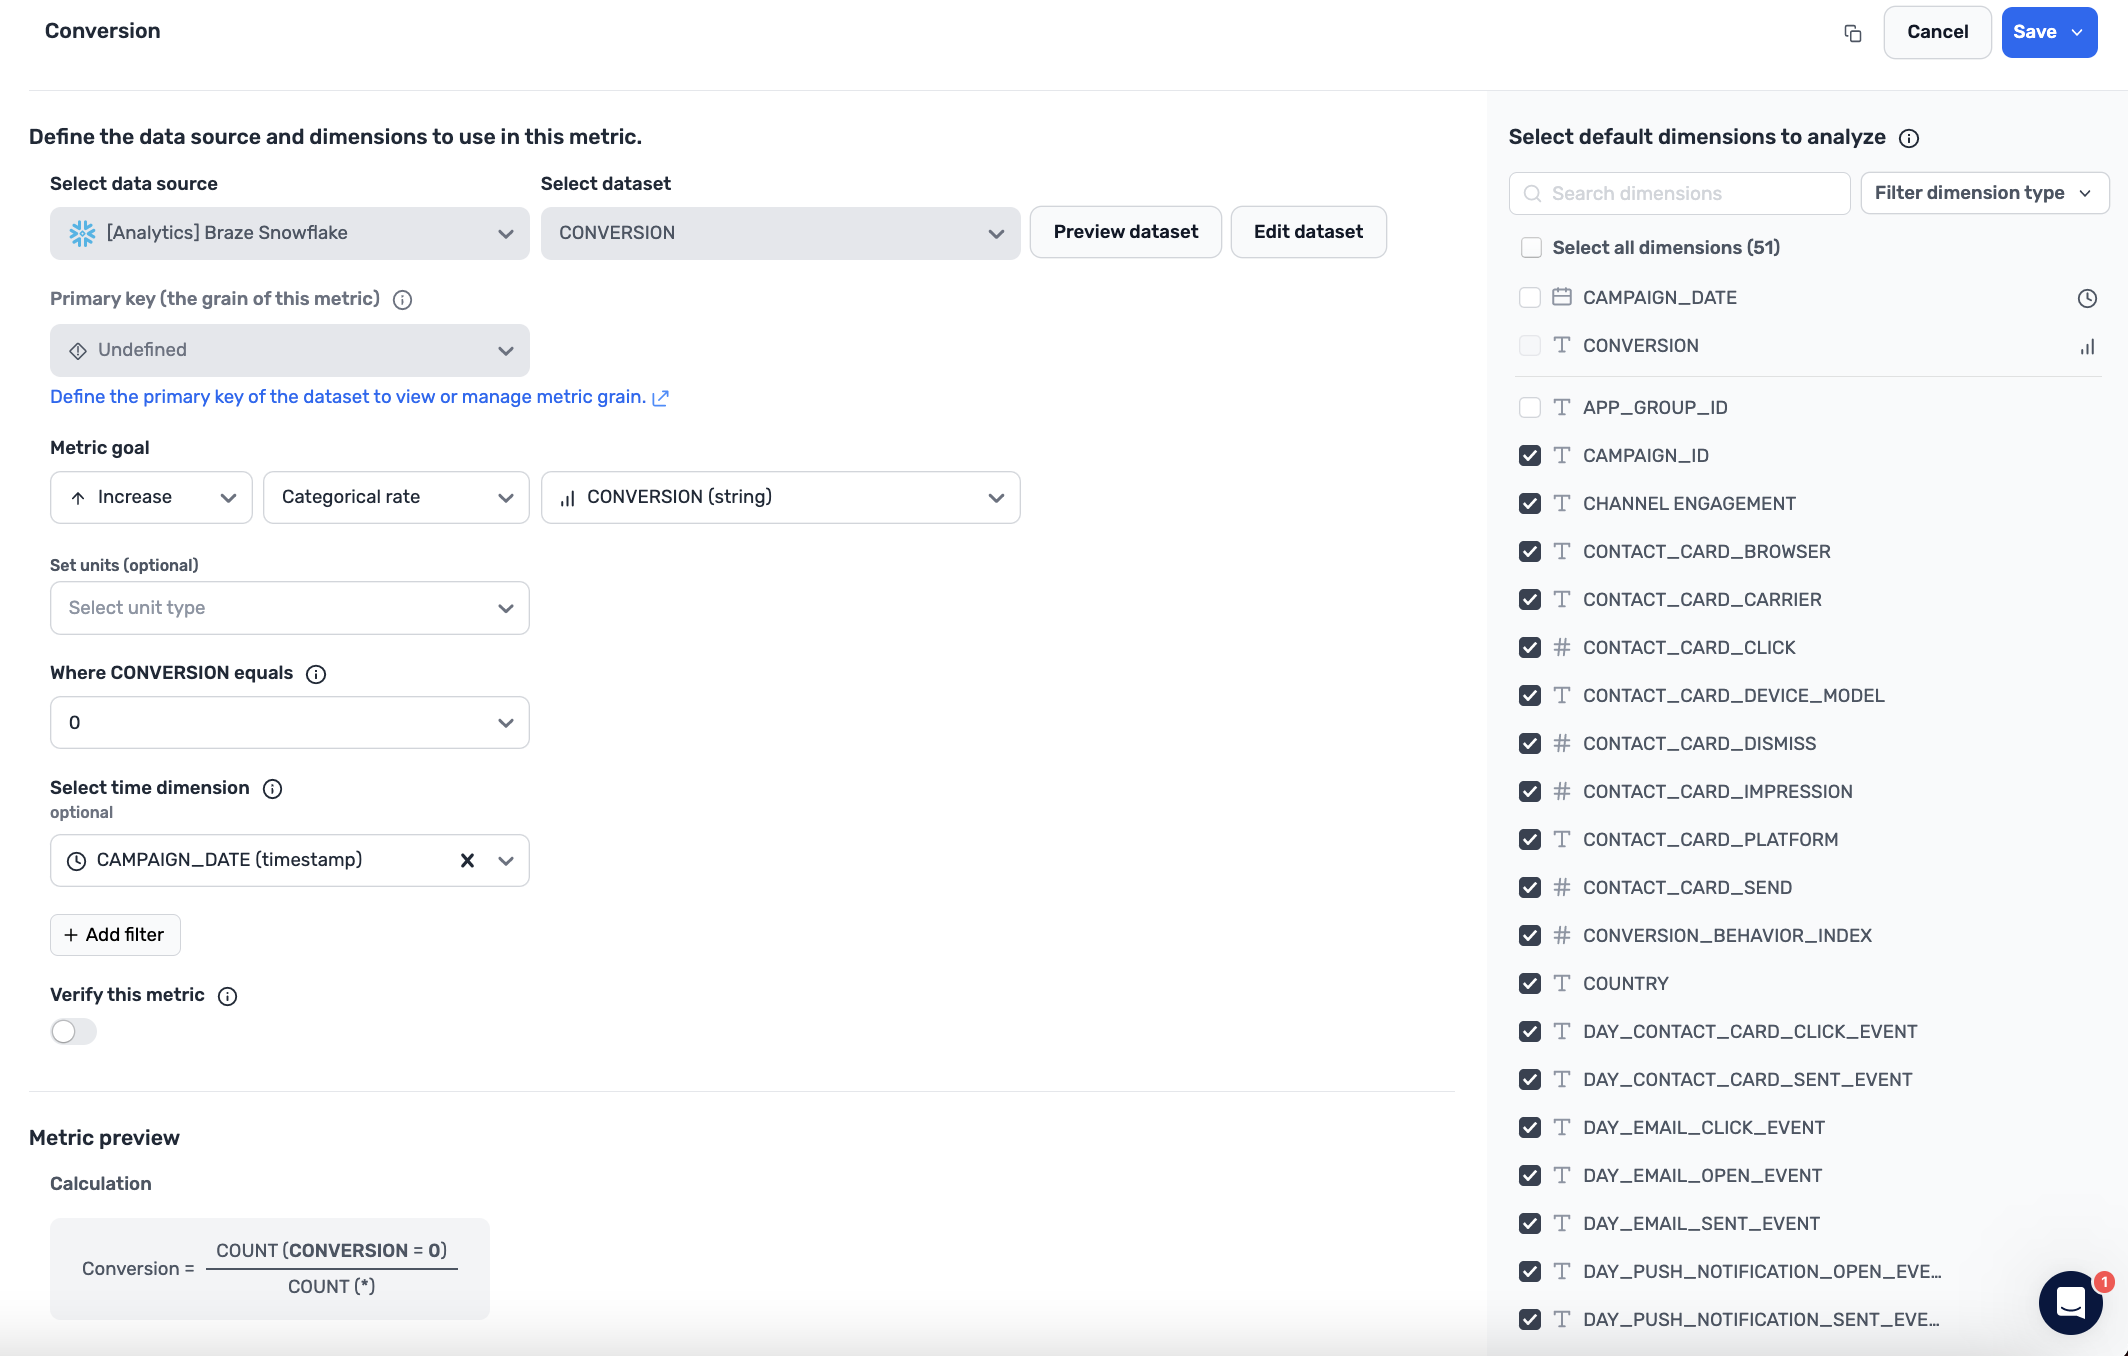 Conversion
Cancel
Save
Define the data source and dimensions to use in this metric.
Select data source
Select dataset
[Analytics] Braze Snowflake
CONVERSION
Preview dataset
Edit dataset
Primary key (the grain of this metric)
Undefined
Define the primary key of the dataset to view or manage metric grain.
Metric goal
Increase
Categorical rate
CONVERSION (string)
Set units (optional)
Select unit type
Where CONVERSION equals
0
Select time dimension
optional
CAMPAIGN_DATE (timestamp)
+ Add filter
Verify this metric
Metric preview
Calculation
Conversion =
COUNT (CONVERSION = 0)
COUNT (*)
Select default dimensions to analyze
Search dimensions
Filter dimension type
Select all dimensions (51)
CAMPAIGN_DATE
CONVERSION
APP_GROUP_ID
CAMPAIGN_ID
CHANNEL ENGAGEMENT
CONTACT_CARD_BROWSER
CONTACT_CARD_CARRIER
CONTACT_CARD_CLICK
CONTACT_CARD_DEVICE_MODEL
CONTACT_CARD_DISMISS
CONTACT_CARD_IMPRESSION
CONTACT_CARD_PLATFORM
CONTACT_CARD_SEND
CONVERSION_BEHAVIOR_INDEX
COUNTRY
DAY_CONTACT_CARD_CLICK_EVENT
DAY_CONTACT_CARD_SENT_EVENT
DAY_EMAIL_CLICK_EVENT
DAY_EMAIL_OPEN_EVENT
DAY_EMAIL_SENT_EVENT
DAY_PUSH_NOTIFICATION_OPEN_EVE...
DAY_PUSH_NOTIFICATION_SENT_EVE...
1